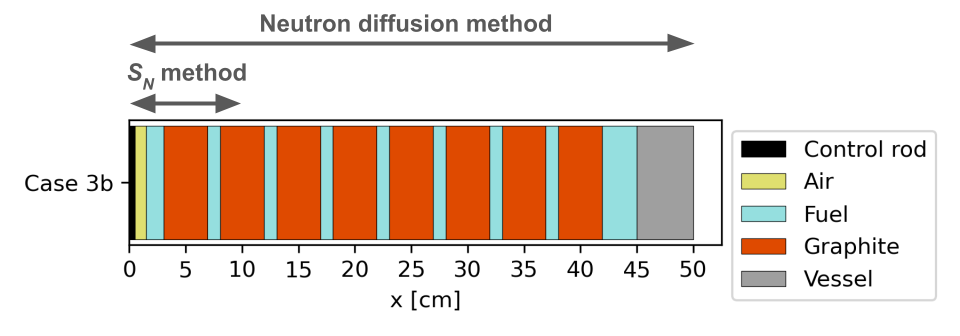 Neutron diffusion method
S_N method
Case 3b
0 5 10 15 20 25 30 35 40 45 50
x [cm]
Control rod
Air
Fuel
Graphite
Vessel